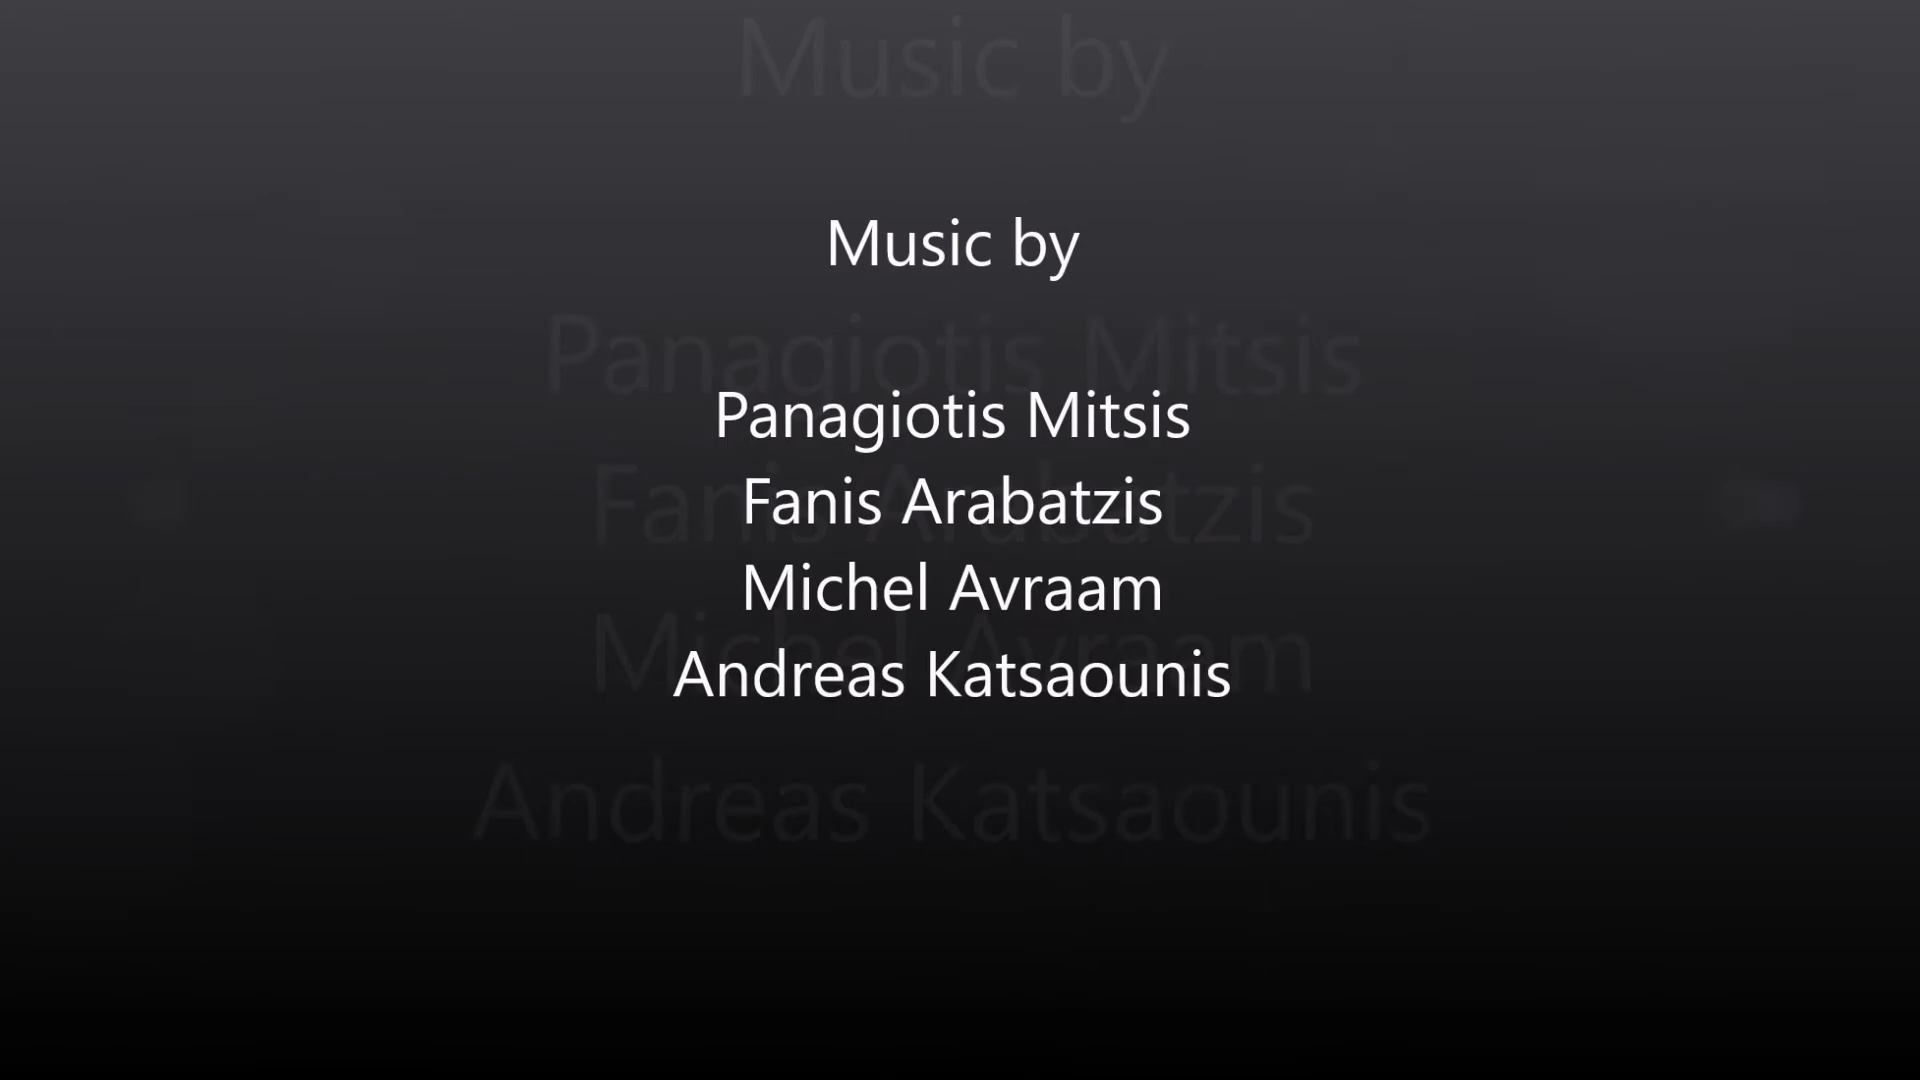 Music by
Panagiotis Mitsis
Fanis Arabatzis
Michel Avraam
Andreas Katsaounis